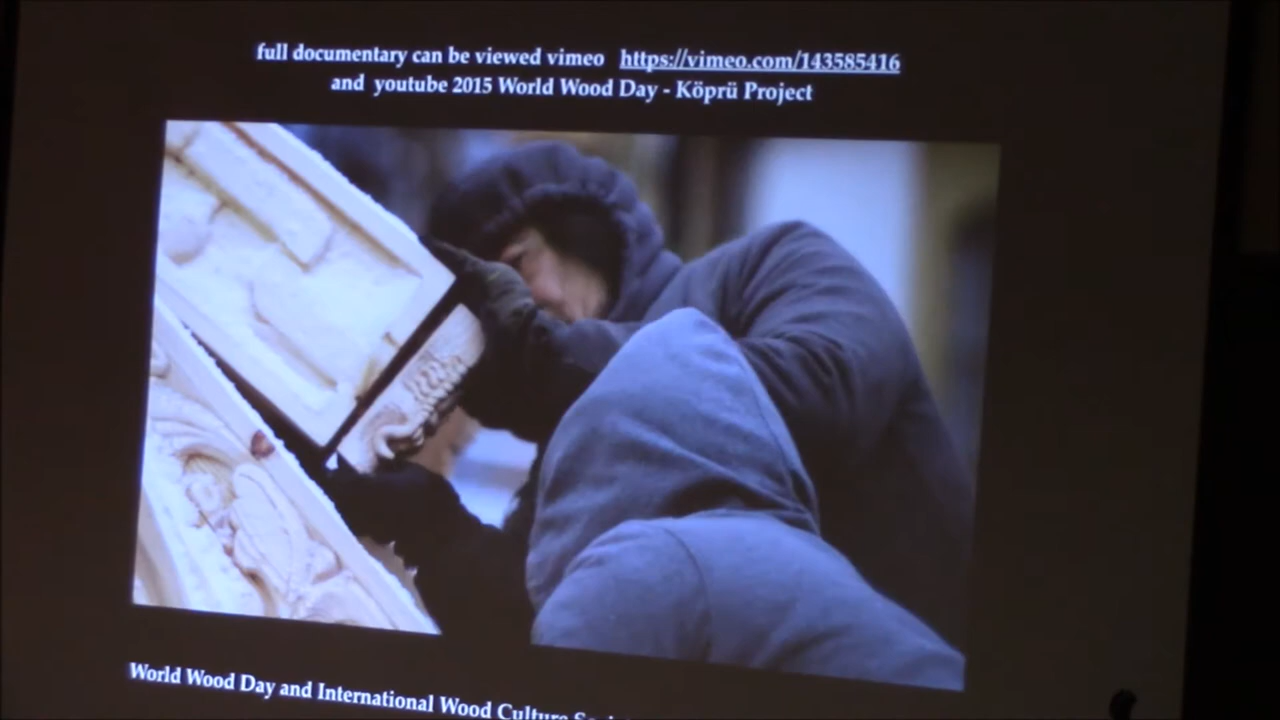 full documentary can be viewed vimeo https://vimeo.com/143585416
and youtube 2015 World Wood Day - Köprü Project
World Wood Day and International Wood Culture